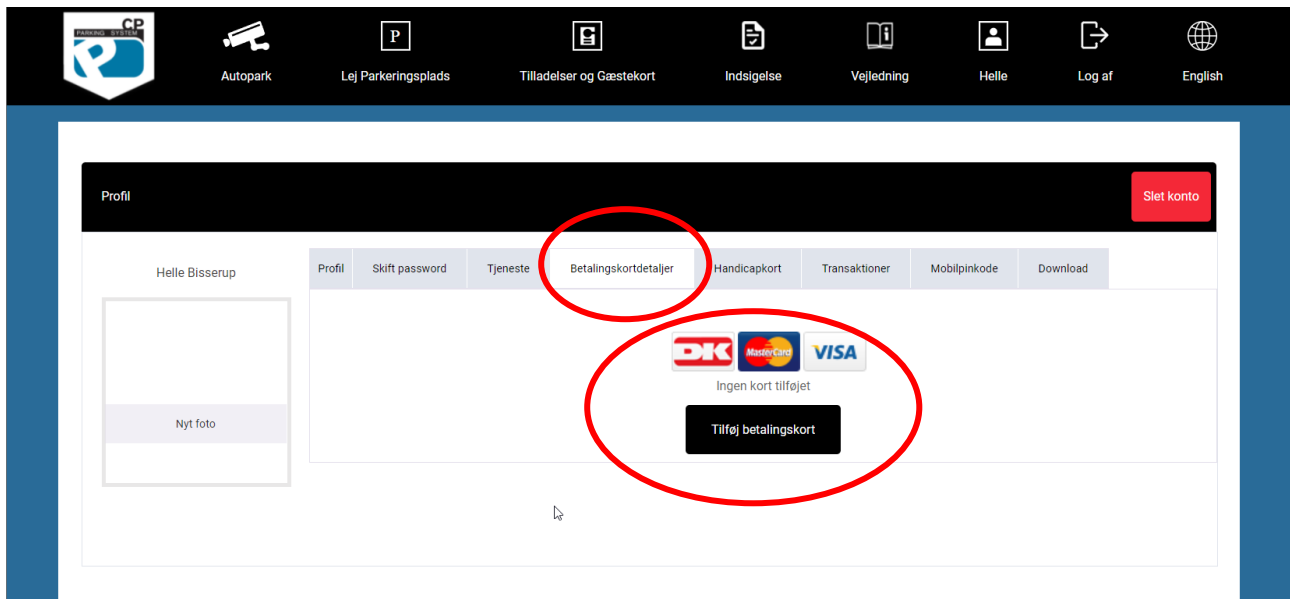 CP
PARKING SYSTEM
P
Autopark
Lej Parkeringsplads
Tilladelser og Gæstekort
Indsigelse
Vejledning
Helle
Log af
English
Profil
Slet konto
Helle Bisserup
Nyt foto
Profil
Skift password
Tjeneste
Betalingskortdetaljer
Handicapkort
Transaktioner
Mobilpinkode
Download
DK
MasterCard
VISA
Ingen kort tilføjet
Tilføj betalingskort